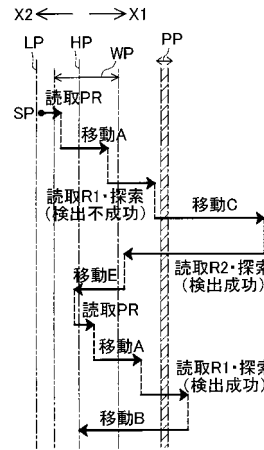 X2 X1
LP HP PP
WP
読取PR
SP
移動A
読取R1・探索
(検出不成功)
移動C
読取R2・探索
(検出成功)
移動E
読取PR
移動A
読取R1・探索
(検出成功)
移動B